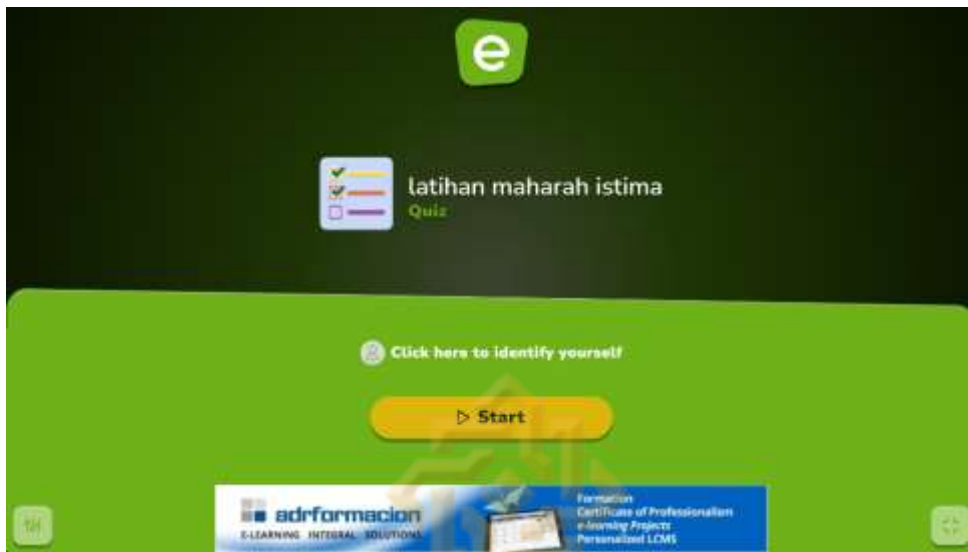 e
latihan maharah istima
Quiz
Click here to identify yourself
Start
adrformacion
E-LEARNING INTEGRAL SOLUTIONS
Formation
Certificate of Professionalism
e-learning Projects
Personalized LCMS